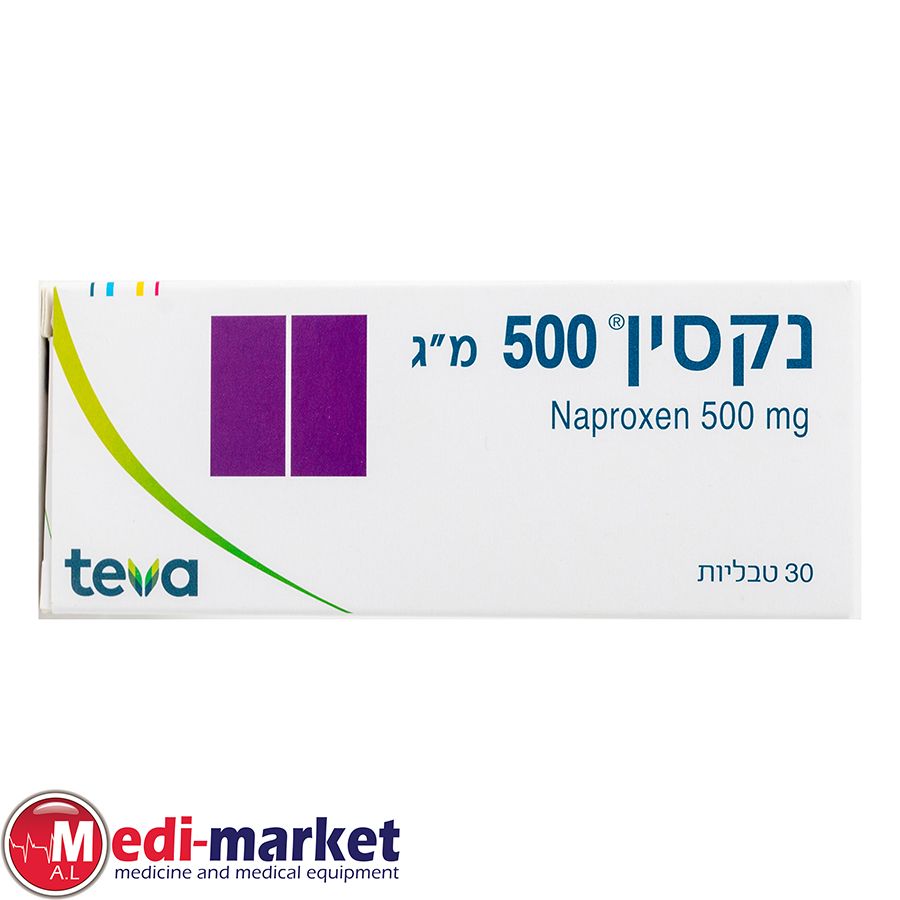 נקסין® 500 מ"ג
Naproxen 500 mg
30 טבליות
teva
M
A.L
Medi-market
medicine and medical equipment